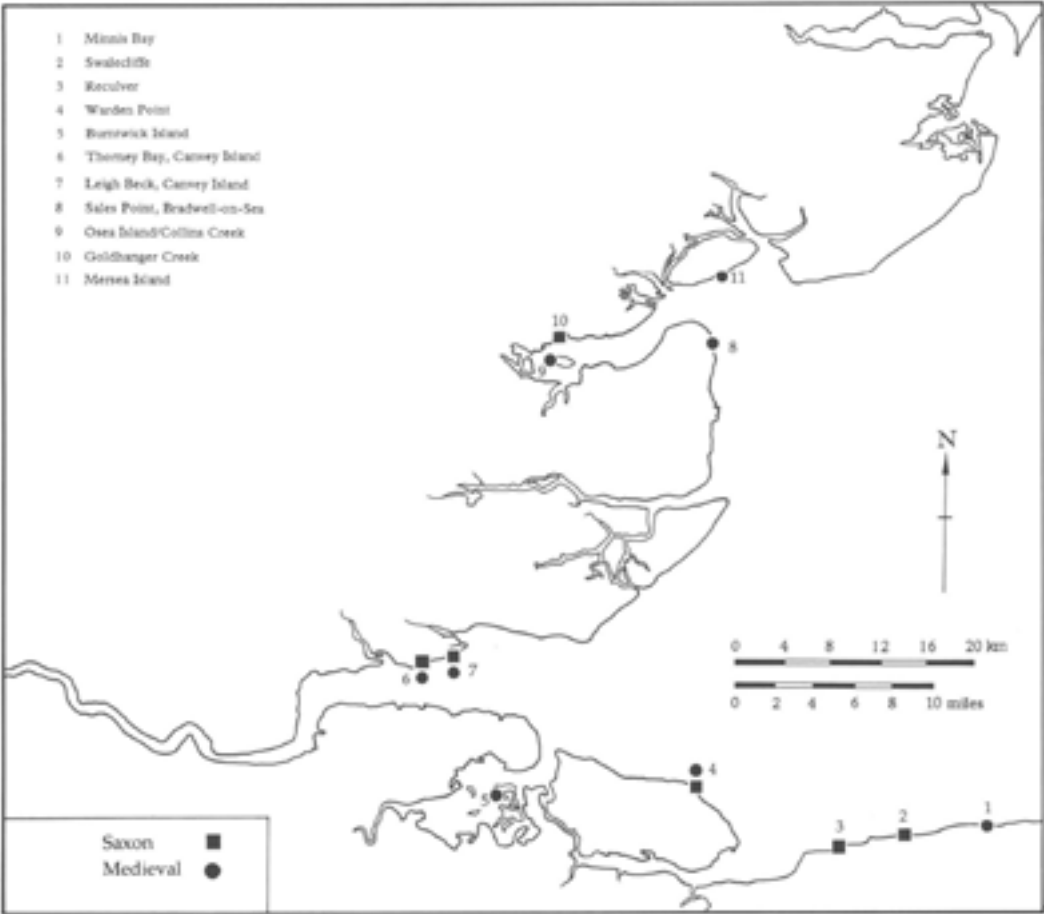 1 Minnis Bay
2 Swalecliffe
3 Reculver
4 Warden Point
5 Burntwick Island
6 Thorney Bay, Canvey Island
7 Leigh Beck, Canvey Island
8 Sales Point, Bradwell-on-Sea
9 Osea Island/Collins Creek
10 Goldhanger Creek
11 Mersea Island
11
10
8
9
N
0 4 8 12 16 20 km
6 7
0 2 4 6 8 10 miles
4
5
1
2
3
Saxon
Medieval